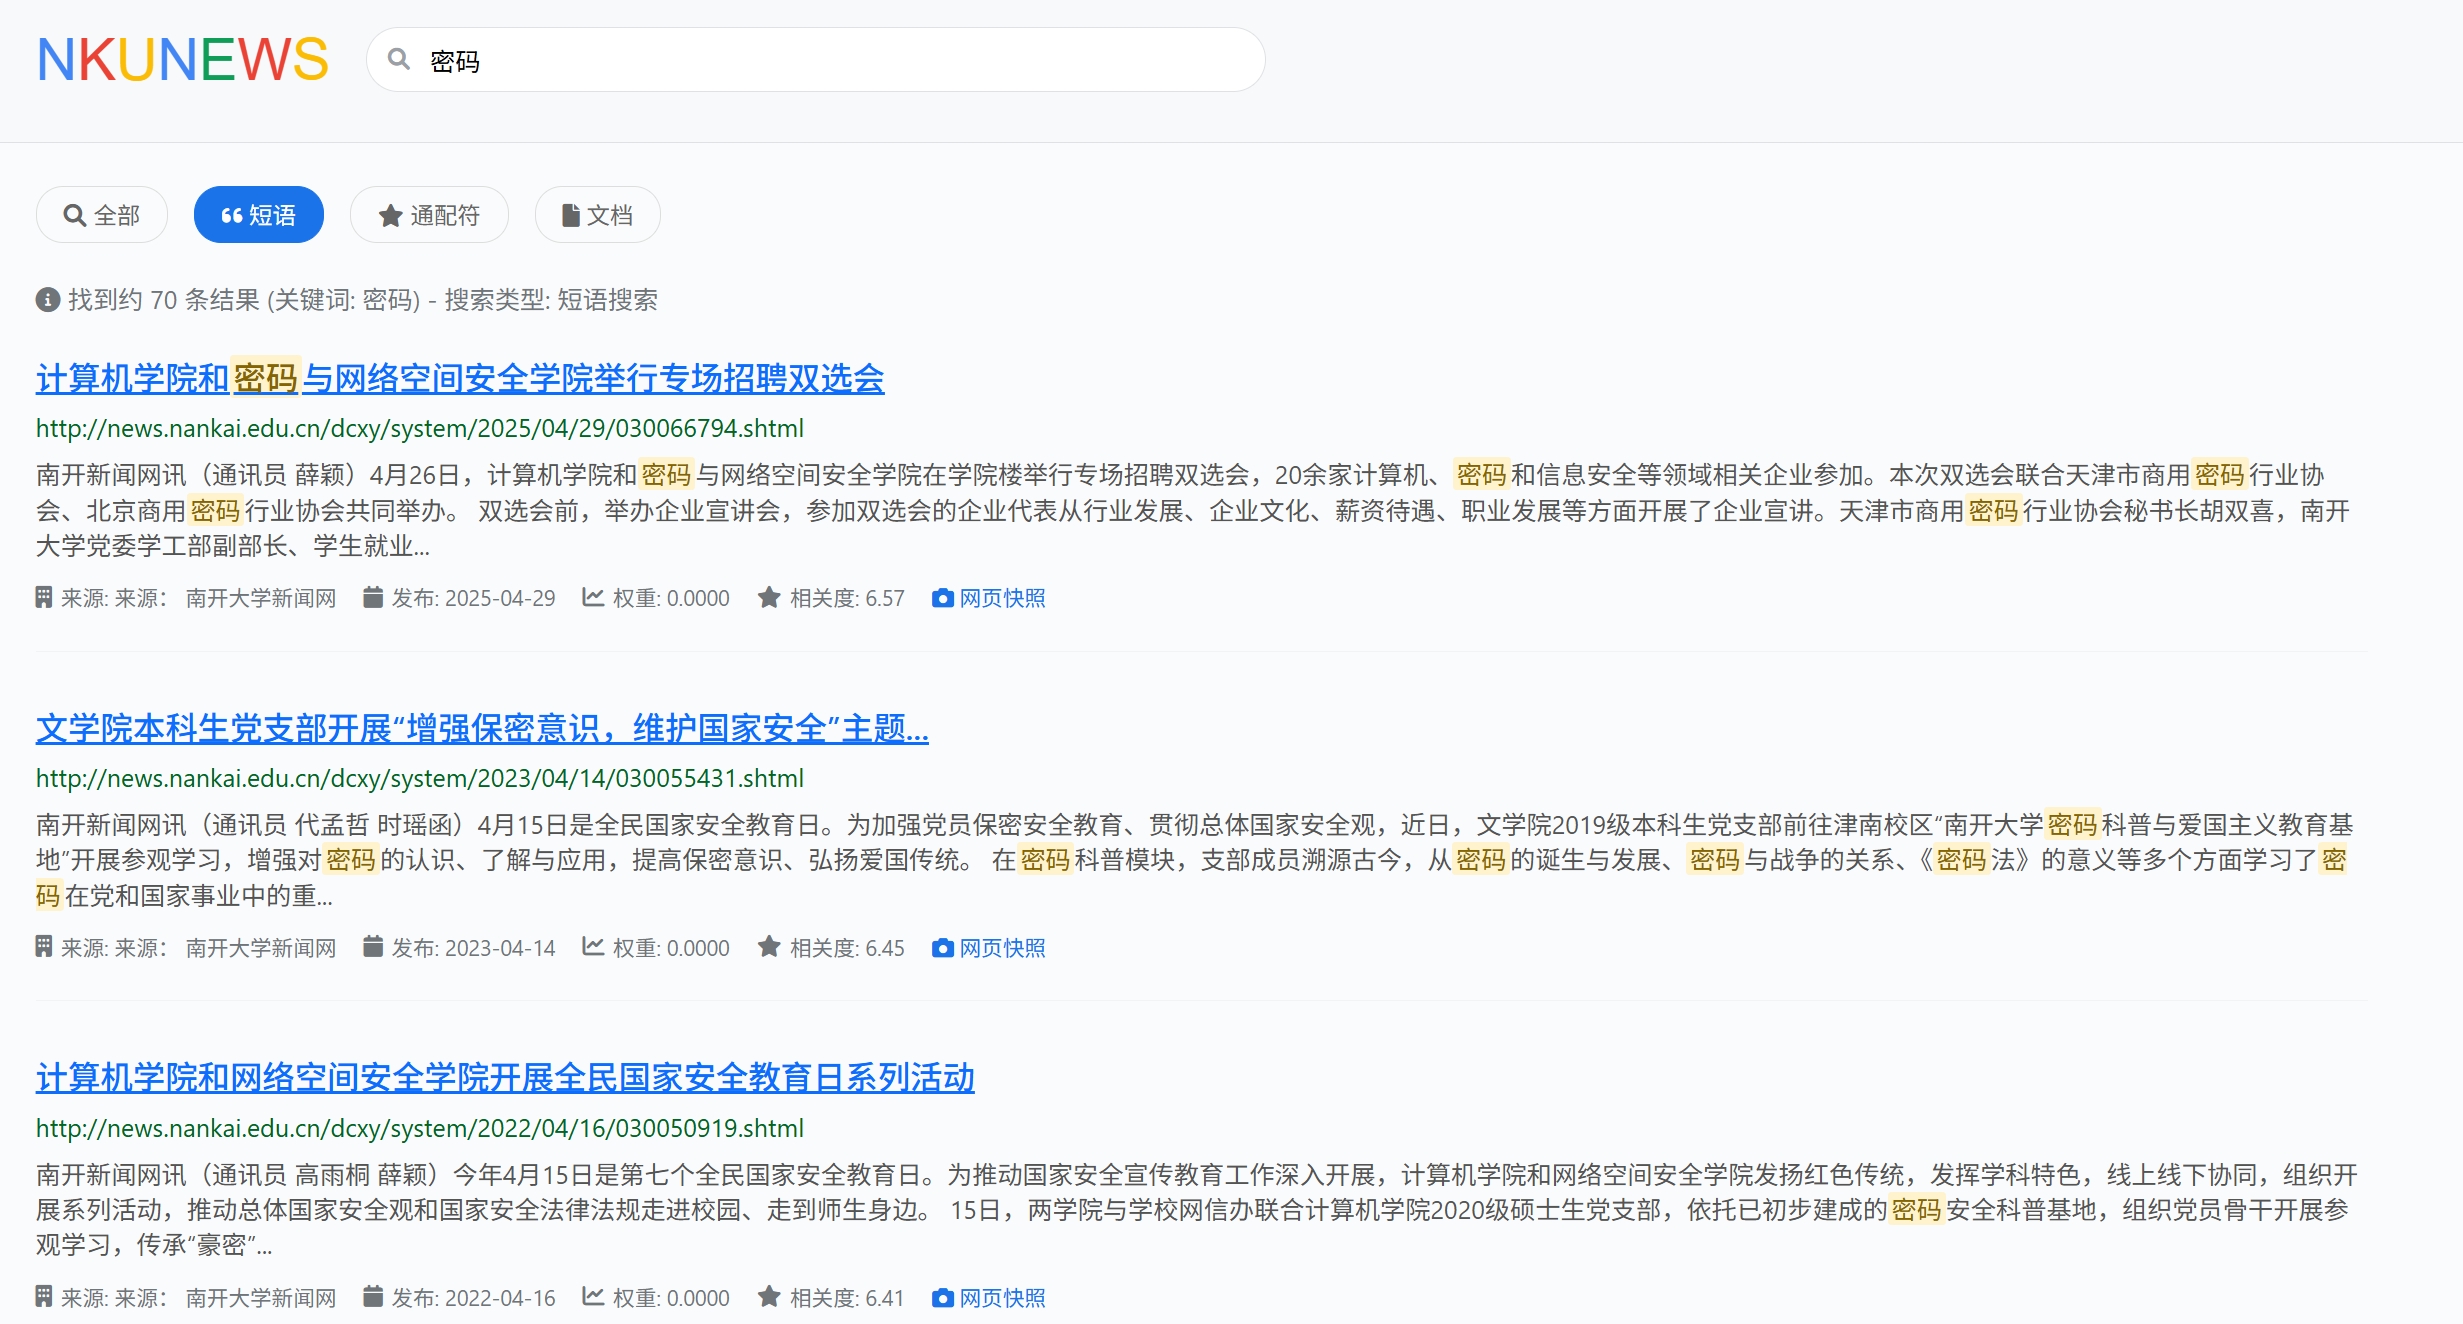 NKUNEWS
密码
全部
短语
通配符
文档
找到约 70 条结果 (关键词: 密码) - 搜索类型: 短语搜索
计算机学院和密码与网络空间安全学院举行专场招聘双选会
http://news.nankai.edu.cn/dcxy/system/2025/04/29/030066794.shtml
南开新闻网讯（通讯员 薛颖）4月26日，计算机学院和密码与网络空间安全学院在学院楼举行专场招聘双选会，20余家计算机、密码和信息安全等领域相关企业参加。本次双选会联合天津市商用密码行业协
会、北京商用密码行业协会共同举办。 双选会前，举办企业宣讲会，参加双选会的企业代表从行业发展、企业文化、薪资待遇、职业发展等方面开展了企业宣讲。天津市商用密码行业协会秘书长胡双喜，南开
大学党委学工部副部长、学生就业...
来源: 来源： 南开大学新闻网 发布: 2025-04-29 权重: 0.0000 相关度: 6.57 网页快照
文学院本科生党支部开展“增强保密意识，维护国家安全”主题...
http://news.nankai.edu.cn/dcxy/system/2023/04/14/030055431.shtml
南开新闻网讯（通讯员 代孟哲 时瑶函）4月15日是全民国家安全教育日。为加强党员保密安全教育、贯彻总体国家安全观，近日，文学院2019级本科生党支部前往津南校区“南开大学密码科普与爱国主义教育基
地”开展参观学习，增强对密码的认识、了解与应用，提高保密意识、弘扬爱国传统。 在密码科普模块，支部成员溯源古今，从密码的诞生与发展、密码与战争的关系、《密码法》的意义等多个方面学习了密
码在党和国家事业中的重...
来源: 来源： 南开大学新闻网 发布: 2023-04-14 权重: 0.0000 相关度: 6.45 网页快照
计算机学院和网络空间安全学院开展全民国家安全教育日系列活动
http://news.nankai.edu.cn/dcxy/system/2022/04/16/030050919.shtml
南开新闻网讯（通讯员 高雨桐 薛颖）今年4月15日是第七个全民国家安全教育日。为推动国家安全宣传教育工作深入开展，计算机学院和网络空间安全学院发扬红色传统，发挥学科特色，线上线下协同，组织开
展系列活动，推动总体国家安全观和国家安全法律法规走进校园、走到师生身边。 15日，两学院与学校网信办联合计算机学院2020级硕士生党支部，依托已初步建成的密码安全科普基地，组织党员骨干开展参
观学习，传承“豪密”...
来源: 来源： 南开大学新闻网 发布: 2022-04-16 权重: 0.0000 相关度: 6.41 网页快照